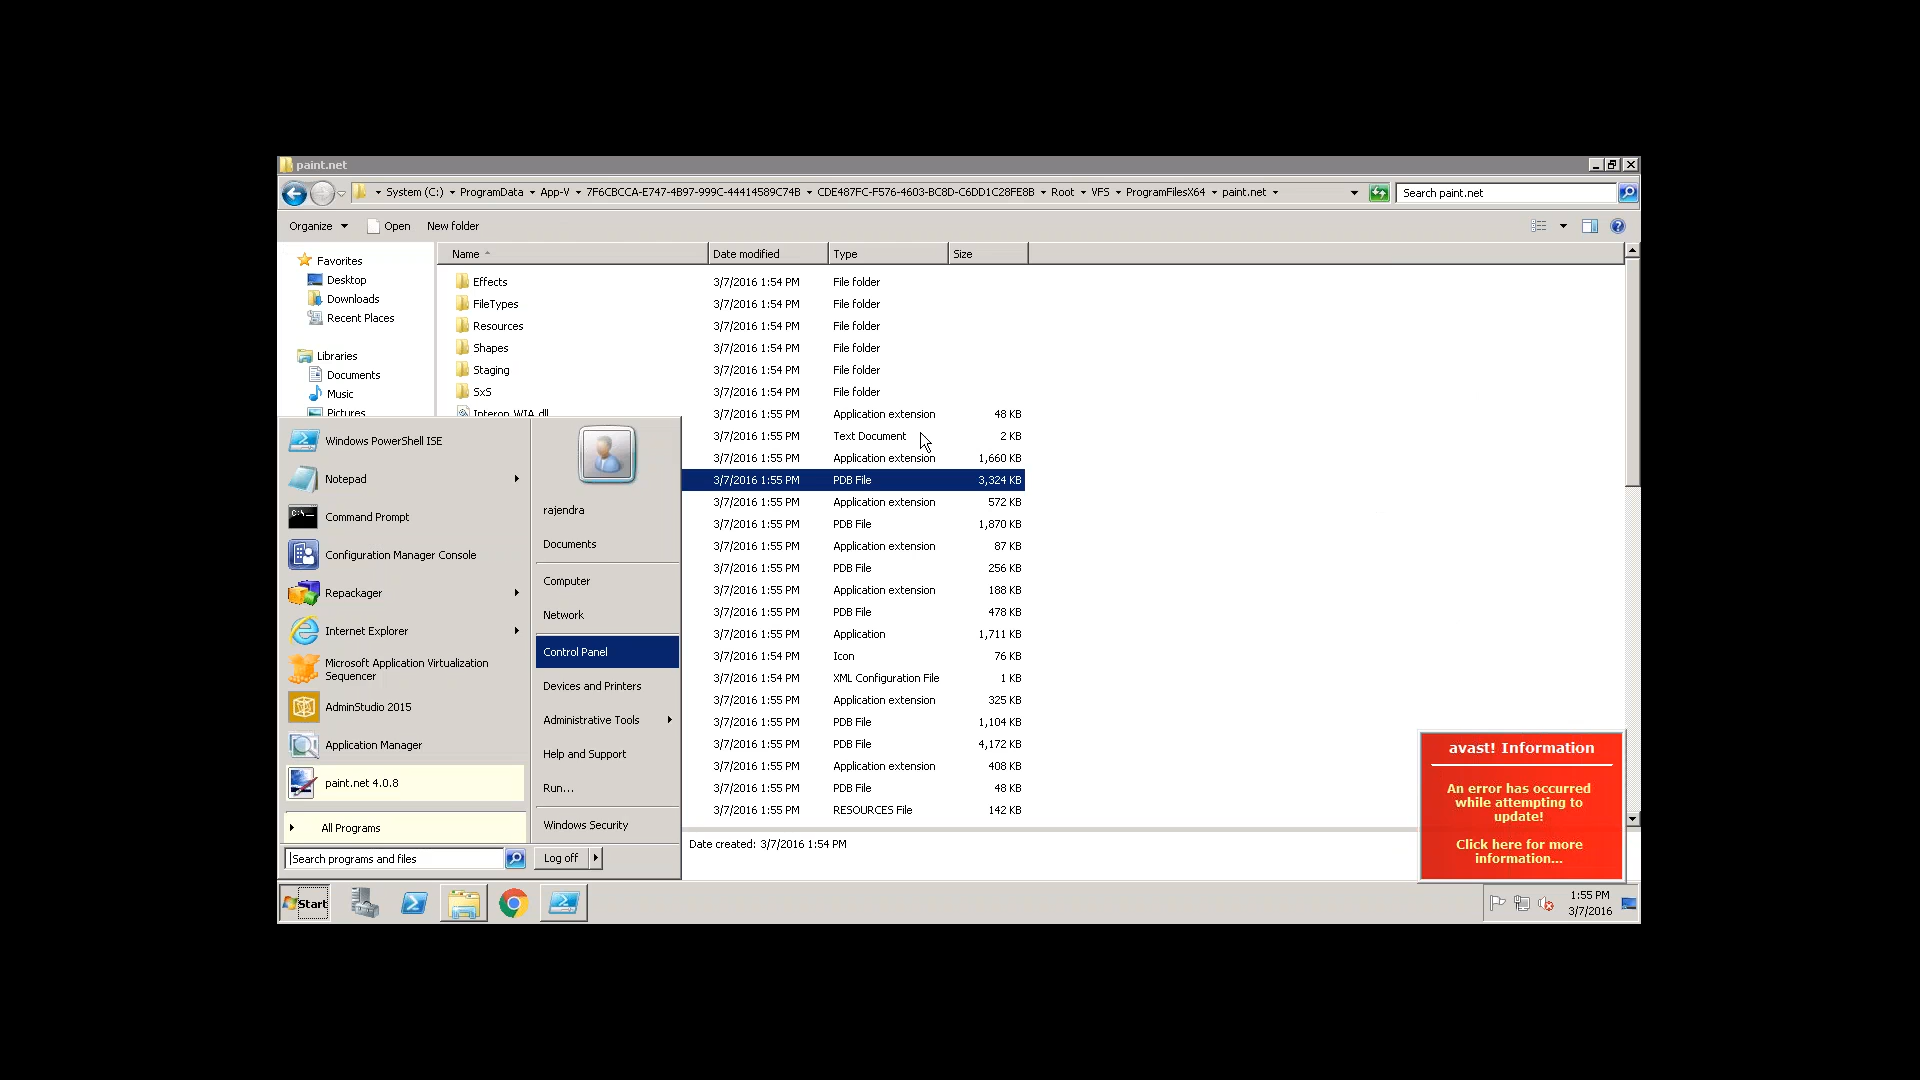 paint.net
System (C:) ProgramData App-V 7F6CBCCA-E747-4B97-999C-44414589C74B CDE487FC-F576-4603-BC8D-C6DD1C28FE8B Root VFS ProgramFilesX64 paint.net
Search paint.net
Organize Open New folder
Name Date modified Type Size
Favorites
Desktop
Downloads
Recent Places
Libraries
Documents
Music
Pictures
Effects 3/7/2016 1:54 PM File folder
FileTypes 3/7/2016 1:54 PM File folder
Resources 3/7/2016 1:54 PM File folder
Shapes 3/7/2016 1:54 PM File folder
Staging 3/7/2016 1:54 PM File folder
SxS 3/7/2016 1:54 PM File folder
Interop.WIA.dll 3/7/2016 1:55 PM Application extension 48 KB
3/7/2016 1:55 PM Text Document 2 KB
3/7/2016 1:55 PM Application extension 1,660 KB
3/7/2016 1:55 PM PDB File 3,324 KB
3/7/2016 1:55 PM Application extension 572 KB
3/7/2016 1:55 PM PDB File 1,870 KB
3/7/2016 1:55 PM Application extension 87 KB
3/7/2016 1:55 PM PDB File 256 KB
3/7/2016 1:55 PM Application extension 188 KB
3/7/2016 1:55 PM PDB File 478 KB
3/7/2016 1:55 PM Application 1,711 KB
3/7/2016 1:54 PM Icon 76 KB
3/7/2016 1:54 PM XML Configuration File 1 KB
3/7/2016 1:55 PM Application extension 325 KB
3/7/2016 1:55 PM PDB File 1,104 KB
3/7/2016 1:55 PM PDB File 4,172 KB
3/7/2016 1:55 PM Application extension 408 KB
3/7/2016 1:55 PM PDB File 48 KB
3/7/2016 1:55 PM RESOURCES File 142 KB
Date created: 3/7/2016 1:54 PM
Windows PowerShell ISE
Notepad
Command Prompt
Configuration Manager Console
Repackager
Internet Explorer
Microsoft Application Virtualization
Sequencer
AdminStudio 2015
Application Manager
paint.net 4.0.8
All Programs
Search programs and files
rajendra
Documents
Computer
Network
Control Panel
Devices and Printers
Administrative Tools
Help and Support
Run...
Windows Security
Log off
avast! Information
An error has occurred
while attempting to
update!
Click here for more
information...
Start
1:55 PM
3/7/2016